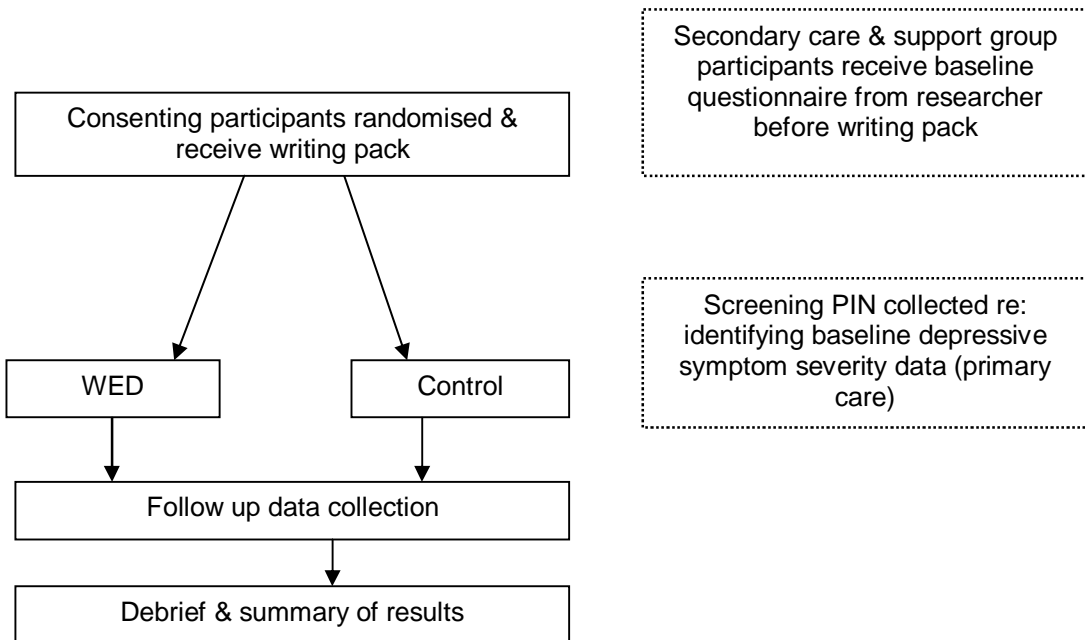 Secondary care & support group
participants receive baseline
questionnaire from researcher
before writing pack
Consenting participants randomised &
receive writing pack
Screening PIN collected re:
identifying baseline depressive
symptom severity data (primary
care)
WED
Control
Follow up data collection
Debrief & summary of results